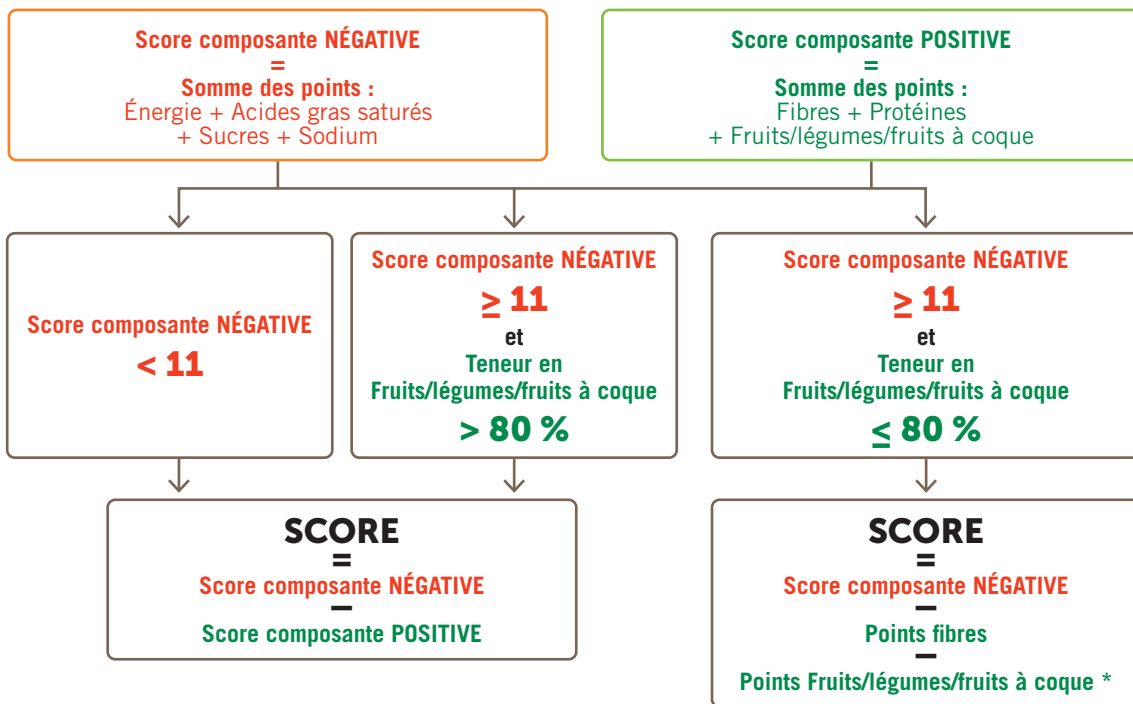 Score composante NÉGATIVE
=
Somme des points :
Énergie + Acides gras saturés
+ Sucres + Sodium
Score composante POSITIVE
=
Somme des points :
Fibres + Protéines
+ Fruits/légumes/fruits à coque
Score composante NÉGATIVE
< 11
Score composante NÉGATIVE
≥ 11
et
Teneur en
Fruits/légumes/fruits à coque
> 80 %
Score composante NÉGATIVE
≥ 11
et
Teneur en
Fruits/légumes/fruits à coque
≤ 80 %
SCORE
=
Score composante NÉGATIVE
–
Score composante POSITIVE
SCORE
=
Score composante NÉGATIVE
–
Points fibres
–
Points Fruits/légumes/fruits à coque *